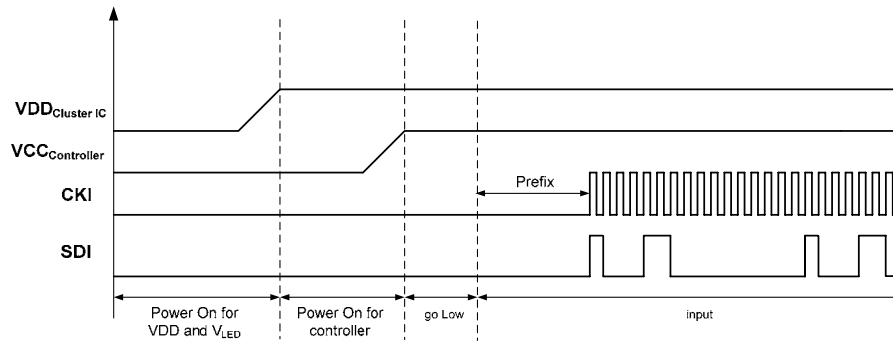 VDDCluster IC
VCCController
CKI
Prefix
SDI
Power On for
VDD and VLED
Power On for
controller
go Low
input